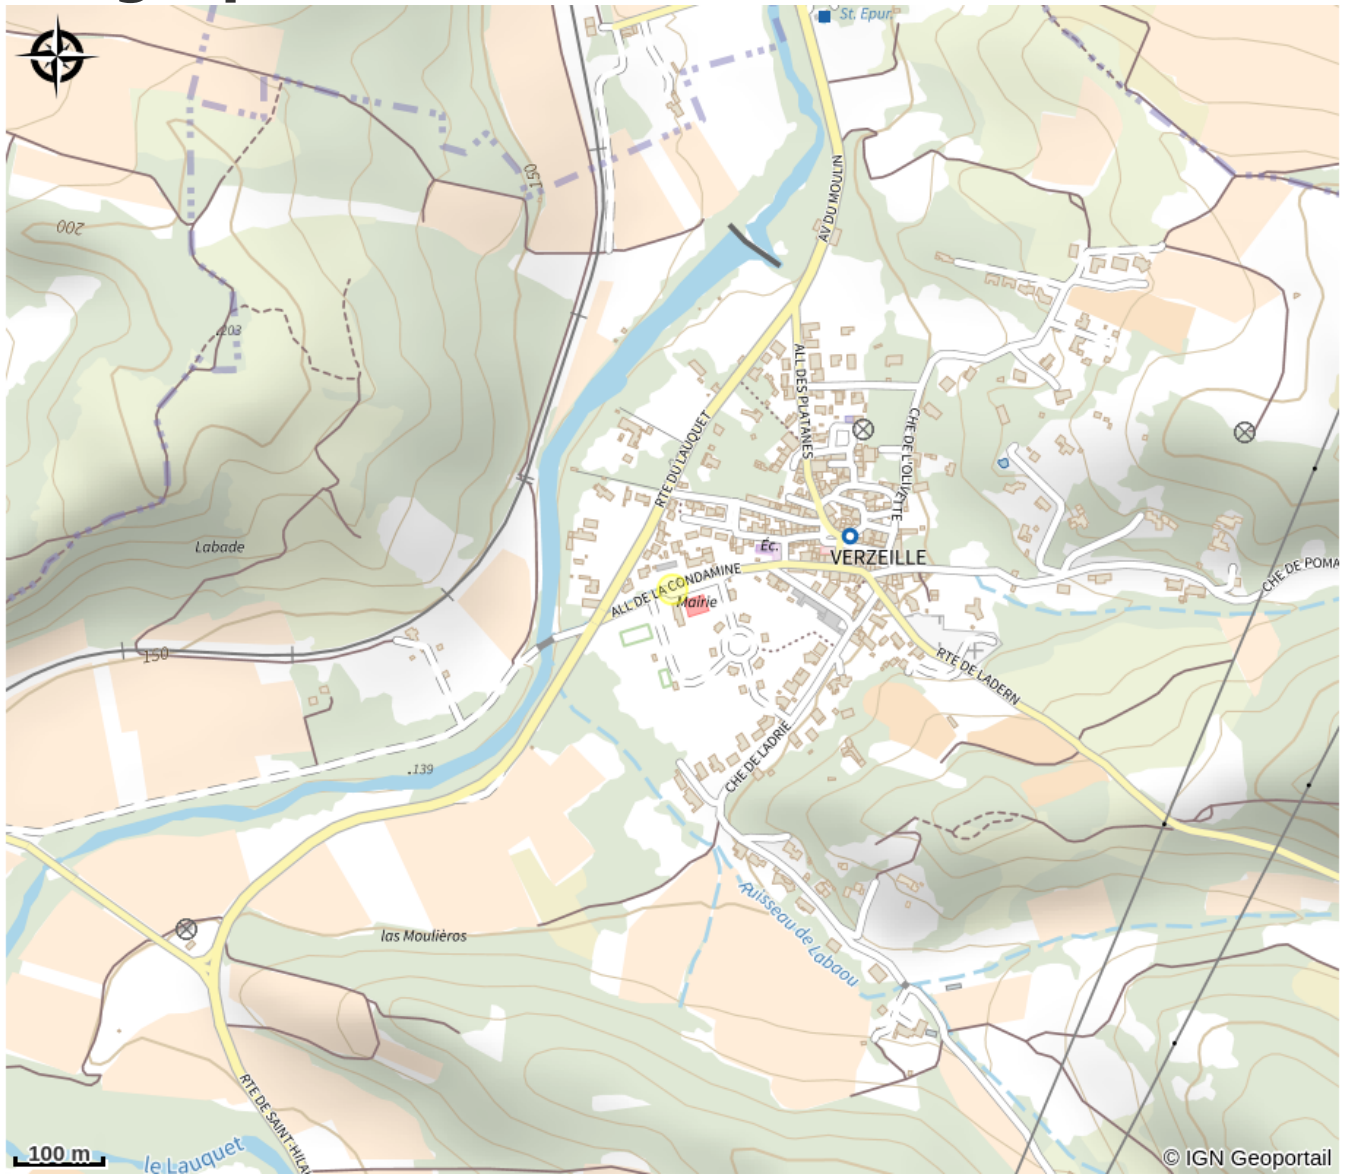 St. Epur.
150
AV DU MOULIN
200
203
ALL DES PLATANES
CHE DE L'OLIVETTE
RTE DU LAUQUET
Labade
Éc.
VERZEILLE
CHE DE POMA
ALL DE LA CONDAMINE
Mairie
150
RTE DE LADERN
.139
CHE DE LADRIE
Ruisseau de Labaou
las Moulièros
RTE DE SAINT-HILAI
100 m
le Lauquet
© IGN Geoportail